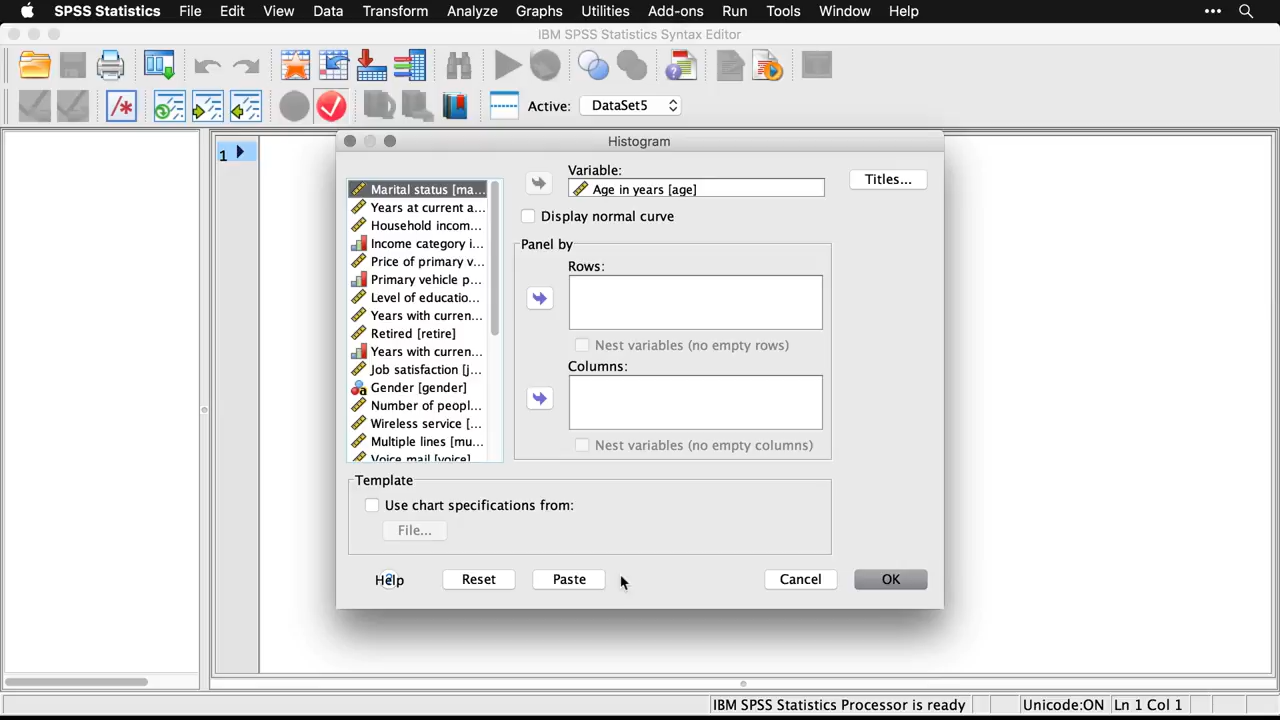 SPSS Statistics File Edit View Data Transform Analyze Graphs Utilities Add-ons Run Tools Window Help
IBM SPSS Statistics Syntax Editor
Active: DataSet5
1
Histogram
Variable:
Age in years [age]
Titles...
Display normal curve
Marital status [ma...
Years at current a...
Household incom...
Income category i...
Price of primary v...
Primary vehicle p...
Level of educatio...
Years with curren...
Retired [retire]
Years with curren...
Job satisfaction [j...
Gender [gender]
Number of peopl...
Wireless service [...
Multiple lines [mu...
Voice mail [voice]
Panel by
Rows:
Nest variables (no empty rows)
Columns:
Nest variables (no empty columns)
Template
Use chart specifications from:
File...
Help Reset Paste Cancel OK
IBM SPSS Statistics Processor is ready Unicode:ON Ln 1 Col 1